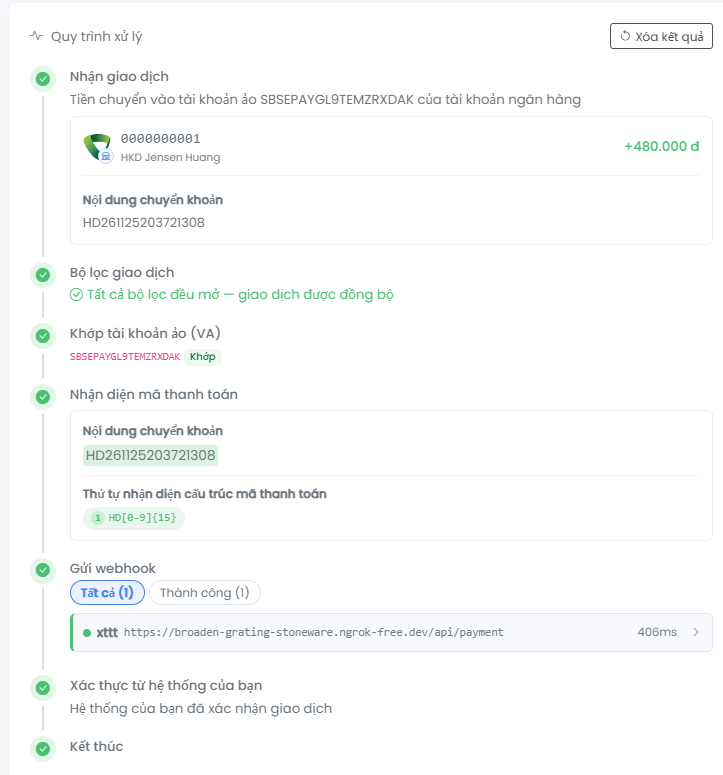 Quy trình xử lý
Xóa kết quả
Nhận giao dịch
Tiền chuyển vào tài khoản ảo SBSEPAYGL9TEMZRXDAK của tài khoản ngân hàng
0000000001
HKD Jensen Huang
+480.000 đ
Nội dung chuyển khoản
HD261125203721308
Bộ lọc giao dịch
Tất cả bộ lọc đều mở — giao dịch được đồng bộ
Khớp tài khoản ảo (VA)
SBSEPAYGL9TEMZRXDAK Khớp
Nhận diện mã thanh toán
Nội dung chuyển khoản
HD261125203721308
Thứ tự nhận diện cấu trúc mã thanh toán
1 HD[0-9]{15}
Gửi webhook
Tất cả (1) Thành công (1)
xttt https://broaden-grating-stoneware.ngrok-free.dev/api/payment 406ms
Xác thực từ hệ thống của bạn
Hệ thống của bạn đã xác nhận giao dịch
Kết thúc